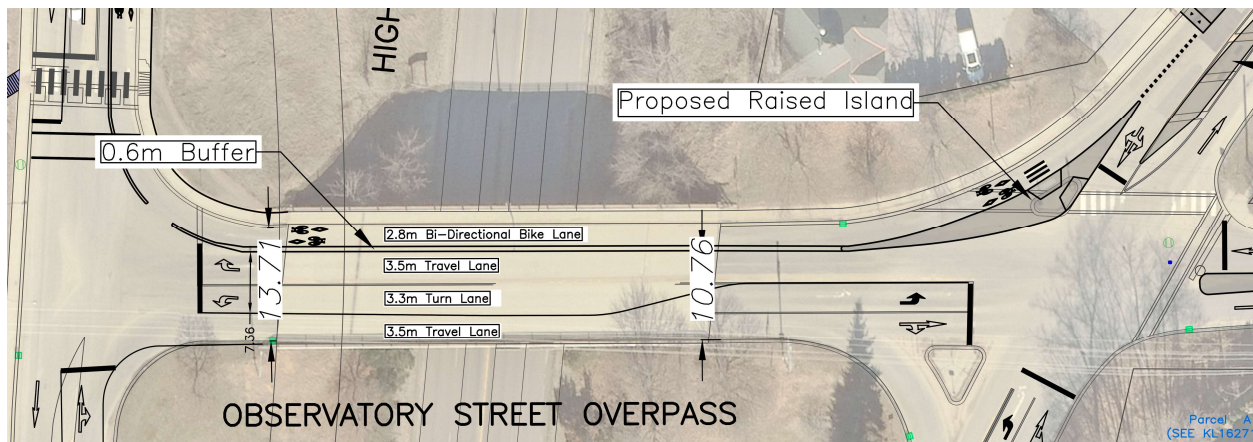 HIGH
Proposed Raised Island
0.6m Buffer
2.8m Bi-Directional Bike Lane
13.71
10.76
3.5m Travel Lane
3.3m Turn Lane
3.5m Travel Lane
7.36
OBSERVATORY STREET OVERPASS
Parcel A
(SEE KL1627